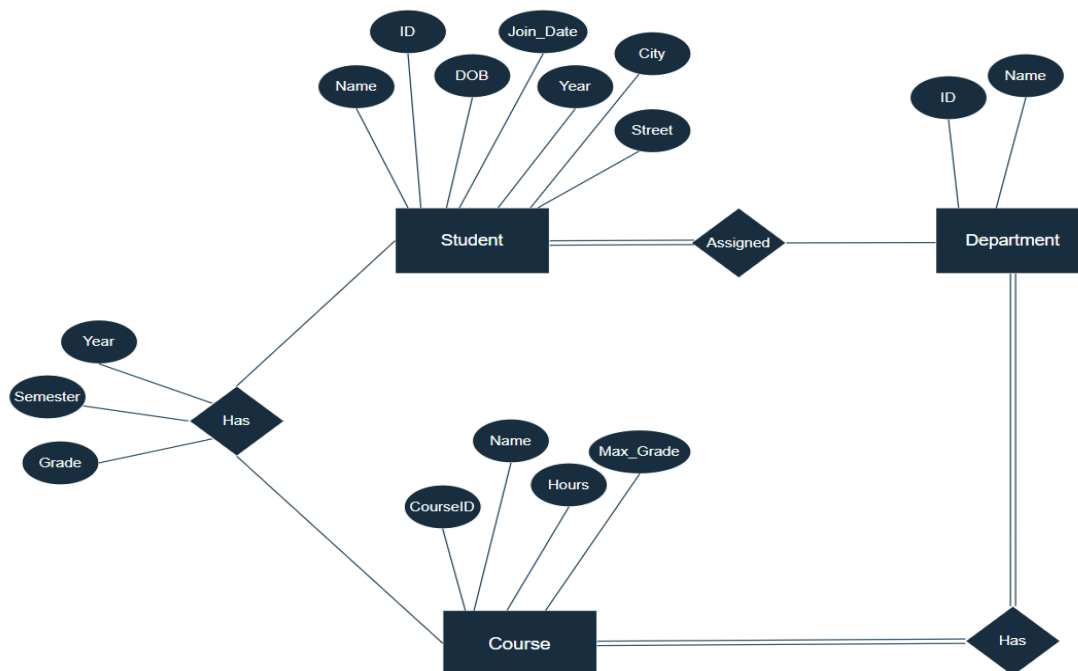 ID
Join_Date
City
Name
DOB
Year
Street
Name
ID
Student
Assigned
Department
Year
Semester
Has
Grade
Name
Max_Grade
Hours
CourseID
Course
Has